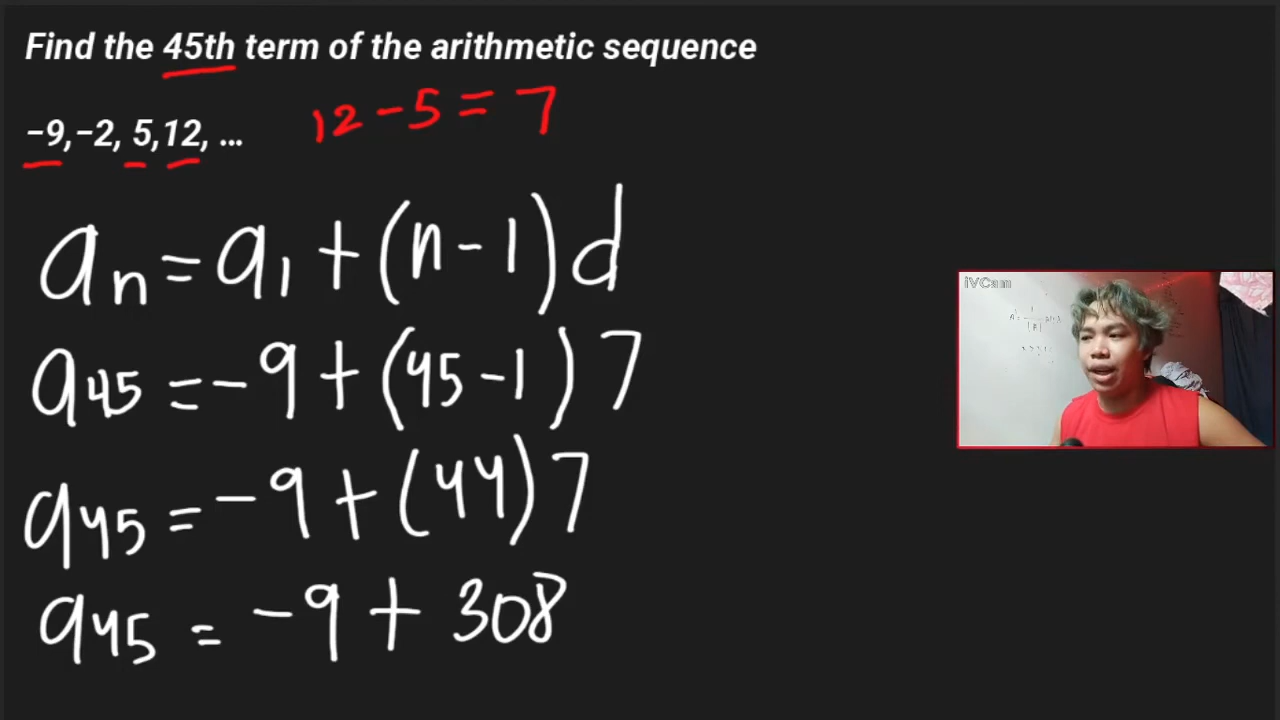 Find the 45th term of the arithmetic sequence
−9,−2, 5,12, ...
12 - 5 = 7
an = a1 + (n - 1) d
a45 = - 9 + (45 - 1) 7
a45 = - 9 + (44) 7
a45 = - 9 + 308
iVCam